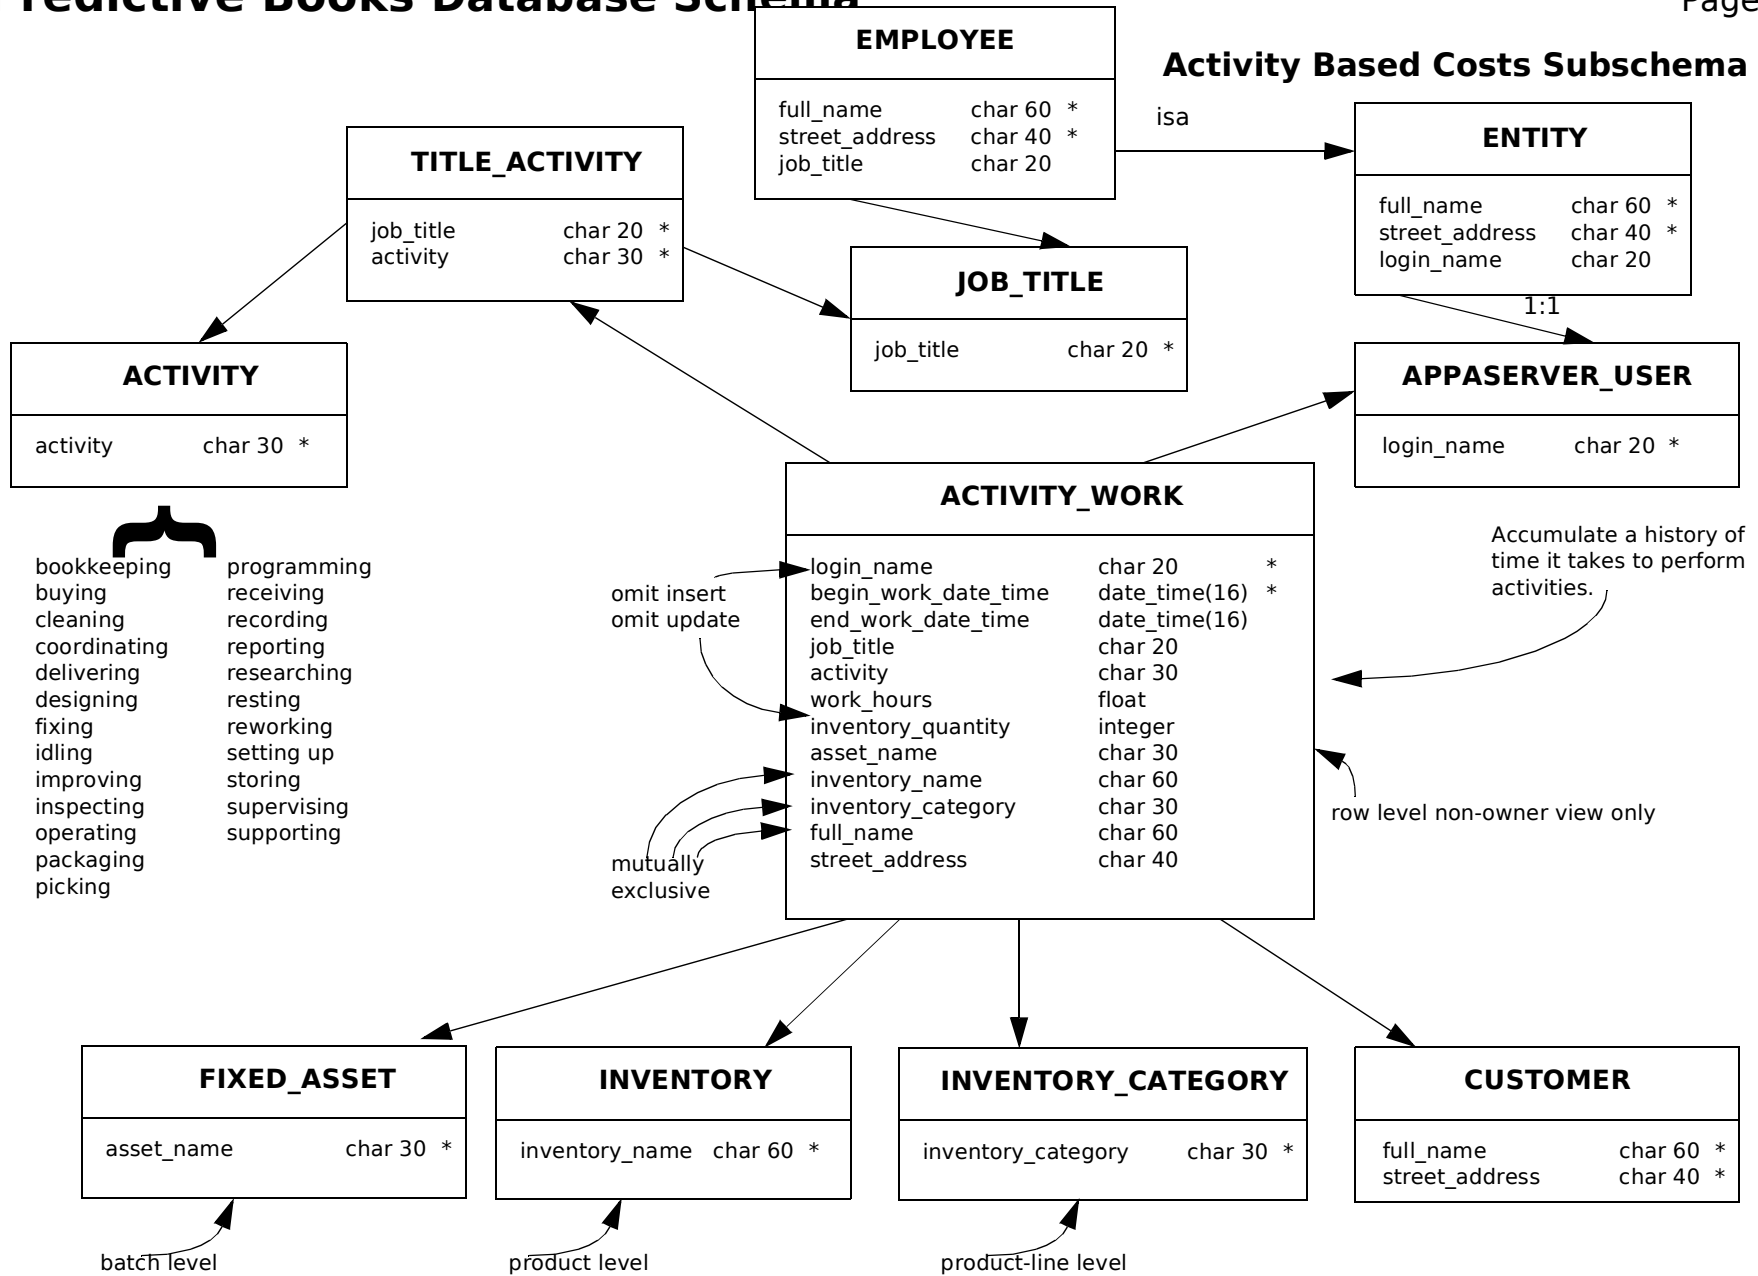 redictive Books Database Schema
Page
Activity Based Costs Subschema
EMPLOYEE
full_name char 60 *
street_address char 40 *
job_title char 20
isa
ENTITY
full_name char 60 *
street_address char 40 *
login_name char 20
1:1
TITLE_ACTIVITY
job_title char 20 *
activity char 30 *
JOB_TITLE
job_title char 20 *
ACTIVITY
activity char 30 *
APPASERVER_USER
login_name char 20 *
bookkeeping programming
buying receiving
cleaning recording
coordinating reporting
delivering researching
designing resting
fixing reworking
idling setting up
improving storing
inspecting supervising
operating supporting
packaging
picking
omit insert
omit update
mutually
exclusive
ACTIVITY_WORK
login_name char 20 *
begin_work_date_time date_time(16) *
end_work_date_time date_time(16)
job_title char 20
activity char 30
work_hours float
inventory_quantity integer
asset_name char 30
inventory_name char 60
inventory_category char 30
full_name char 60
street_address char 40
Accumulate a history of
time it takes to perform
activities.
row level non-owner view only
FIXED_ASSET
asset_name char 30 *
batch level
INVENTORY
inventory_name char 60 *
product level
INVENTORY_CATEGORY
inventory_category char 30 *
product-line level
CUSTOMER
full_name char 60 *
street_address char 40 *